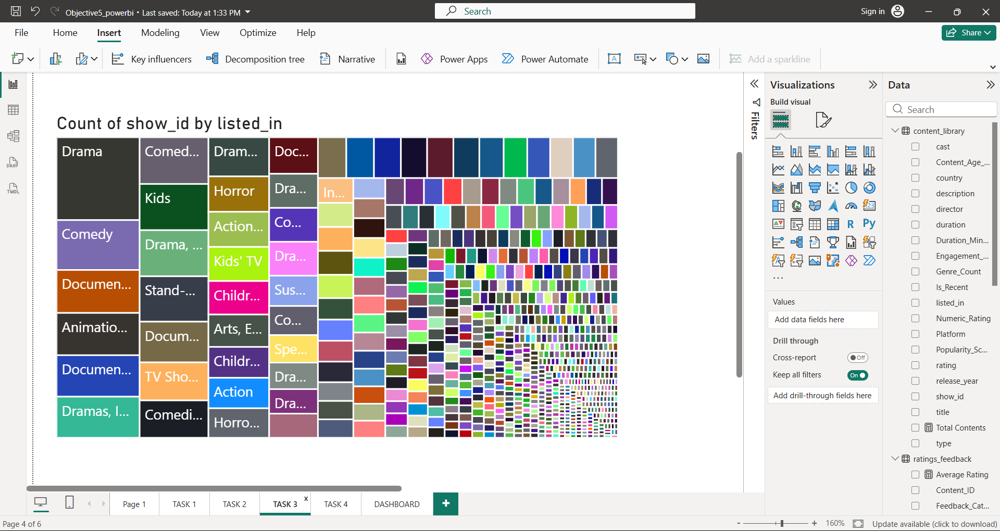 Objective5_powerbi • Last saved: Today at 1:33 PM
Search
Sign in
File Home Insert Modeling View Optimize Help
Share
Key influencers Decomposition tree Narrative Power Apps Power Automate Add a sparkline
Count of show_id by listed_in
Drama
Comedy
Documen...
Animatio...
Documen...
Dramas, I...
Comed...
Kids
Drama, ...
Stand-...
Docum...
TV Sho...
Comedi...
Dram...
Horror
Action...
Kids' TV
Childr...
Arts, E...
Childr...
Action
Horro...
Doc...
Dra...
Co...
Dra...
Sus...
Co...
Spe...
Dra...
Dra...
In...
Filters
Visualizations
Build visual
R Py
123
...
Values
Add data fields here
Drill through
Cross-report Off
Keep all filters On
Add drill-through fields here
Data
Search
content_library
cast
Content_Age_...
country
description
director
duration
Duration_Min...
Engagement_...
Genre_Count
Is_Recent
listed_in
Numeric_Rating
Platform
Popularity_Sc...
rating
release_year
show_id
title
Total Contents
type
ratings_feedback
Average Rating
Content_ID
Feedback_Cat...
DAX
TMDL
Page 1 TASK 1 TASK 2 TASK 3 x TASK 4 DASHBOARD +
Page 4 of 6
- + 160% Update available (click to download)